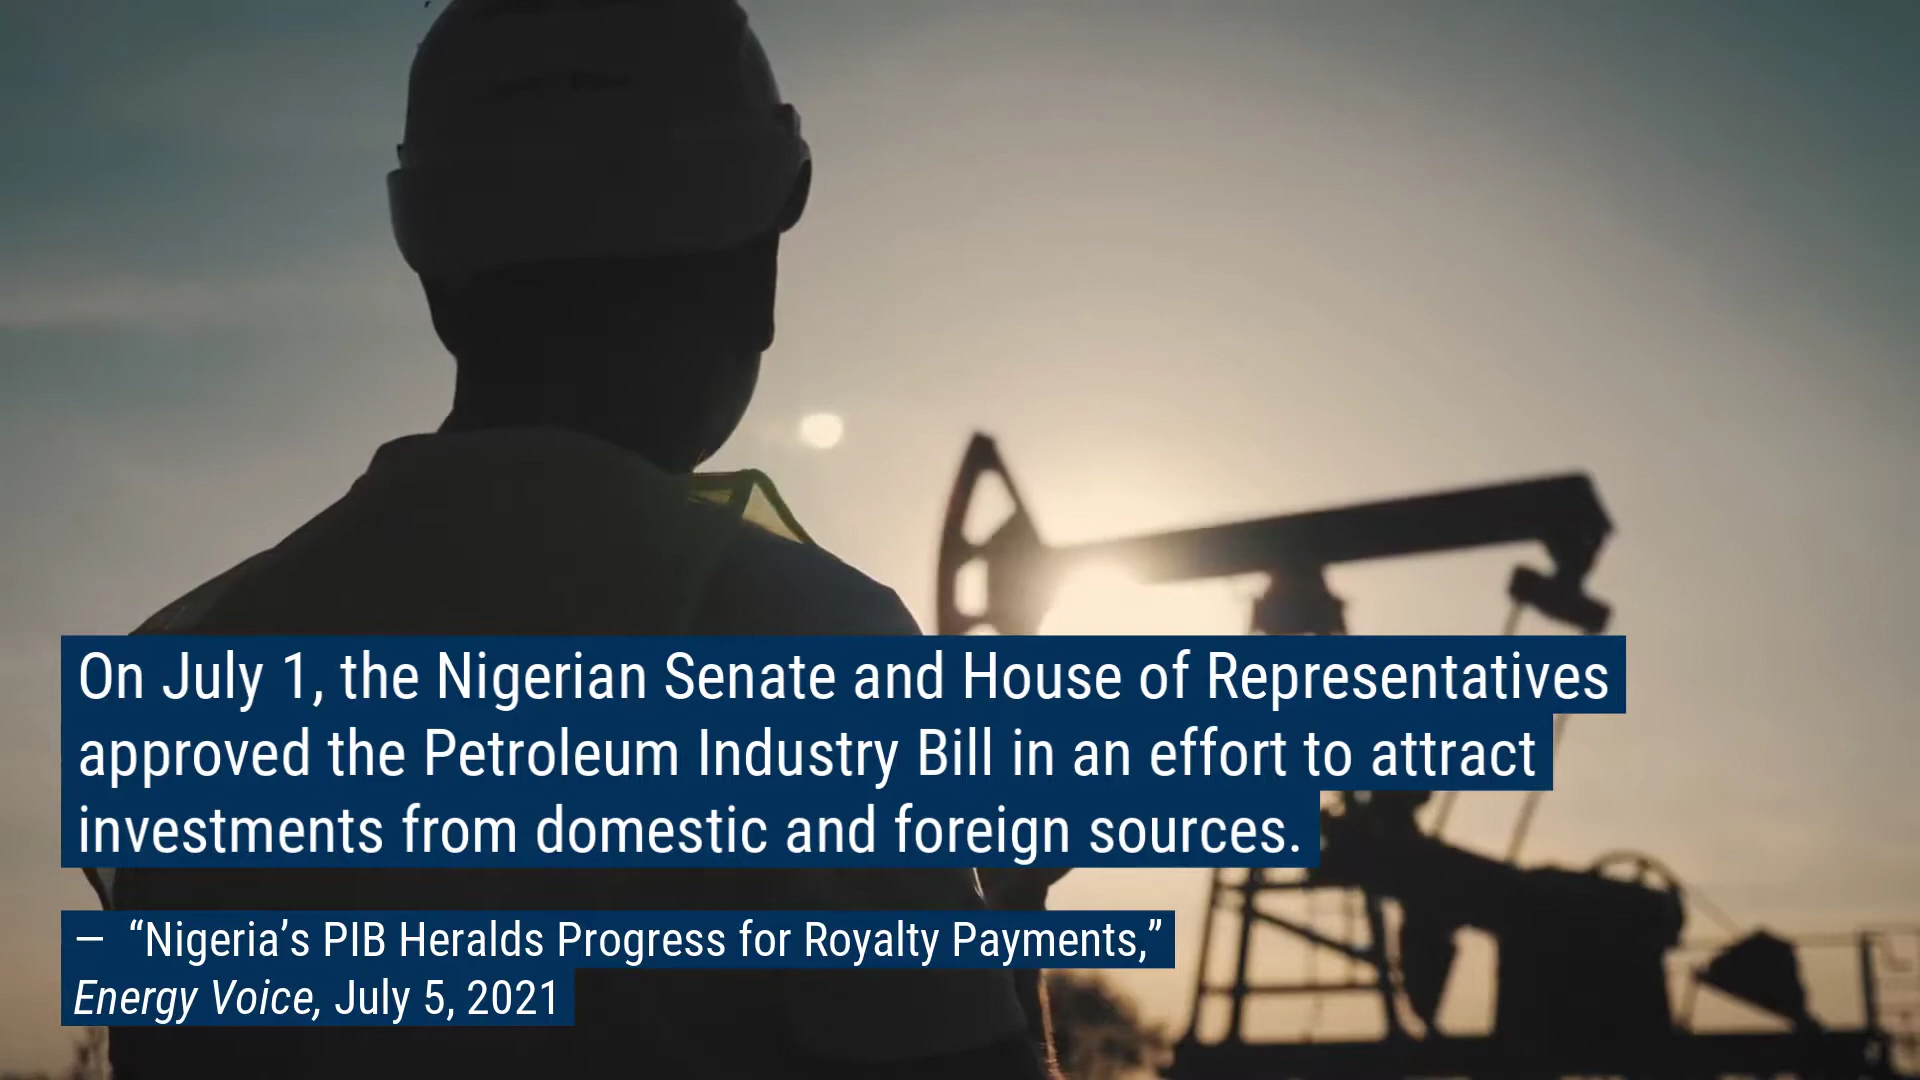 On July 1, the Nigerian Senate and House of Representatives
approved the Petroleum Industry Bill in an effort to attract
investments from domestic and foreign sources.
– “Nigeria’s PIB Heralds Progress for Royalty Payments,”
Energy Voice, July 5, 2021